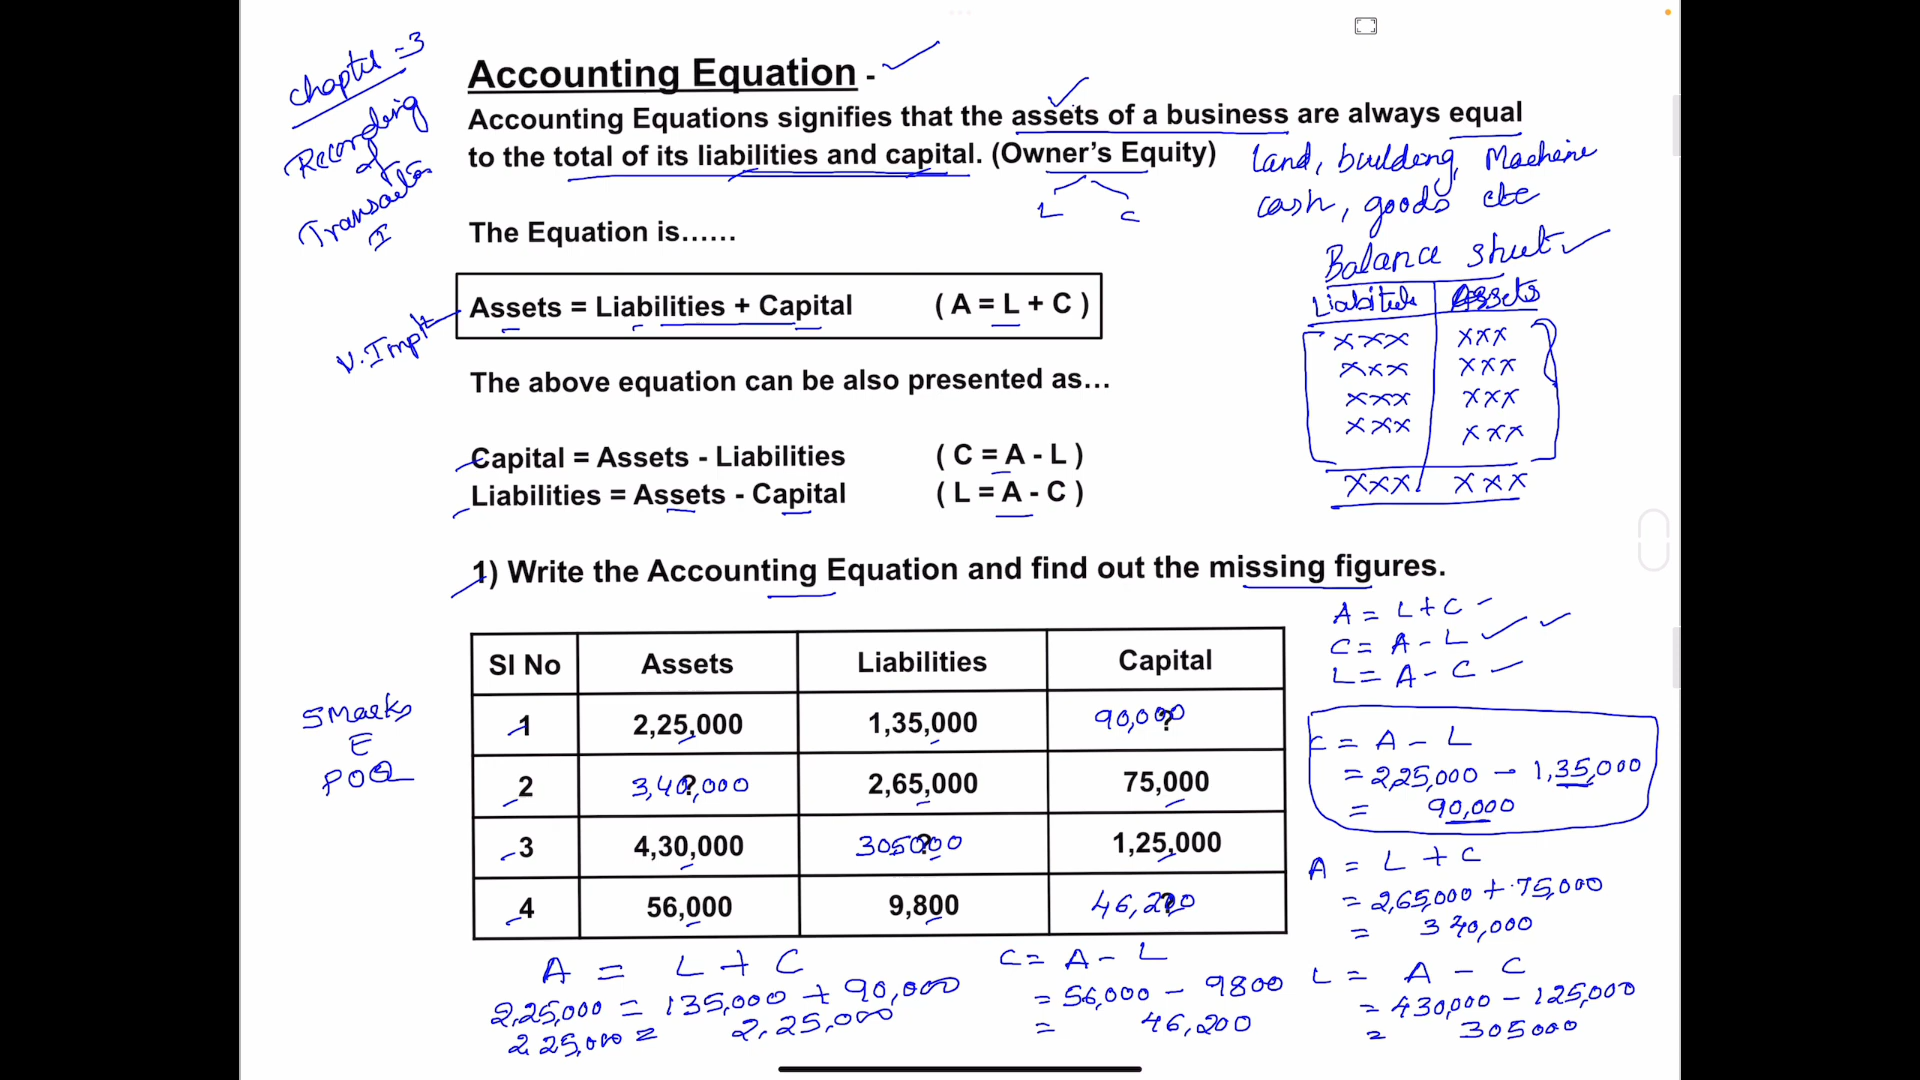 Chapter = 3
Recording
of
Transaction
I
Accounting Equation -
Accounting Equations signifies that the assets of a business are always equal
to the total of its liabilities and capital. (Owner's Equity)
L C
land, building, Machine
cash, goods etc
The Equation is......
V. Impt
Assets = Liabilities + Capital ( A = L + C )
The above equation can be also presented as...
Capital = Assets - Liabilities ( C = A - L )
Liabilities = Assets - Capital ( L = A - C )
Balance sheet
Liabilities Assets
xxx xxx
xxx xxx
xxx xxx
xxx xxx
xxx xxx
1) Write the Accounting Equation and find out the missing figures.
A = L + C
C = A - L
L = A - C
5 Marks
E
POQ
Sl No Assets Liabilities Capital
1 2,25,000 1,35,000 90,000 ?
2 3,40,000 ? 2,65,000 75,000
3 4,30,000 305000 ? 1,25,000
4 56,000 9,800 46,200 ?
C = A - L
= 2,25,000 - 1,35,000
= 90,000
A = L + C
= 2,65,000 + 75,000
= 340,000
A = L + C
2,25,000 = 135,000 + 90,000
2,25,000 = 2,25,000
C = A - L
= 56,000 - 9800
= 46,200
L = A - C
= 430,000 - 125,000
= 305000